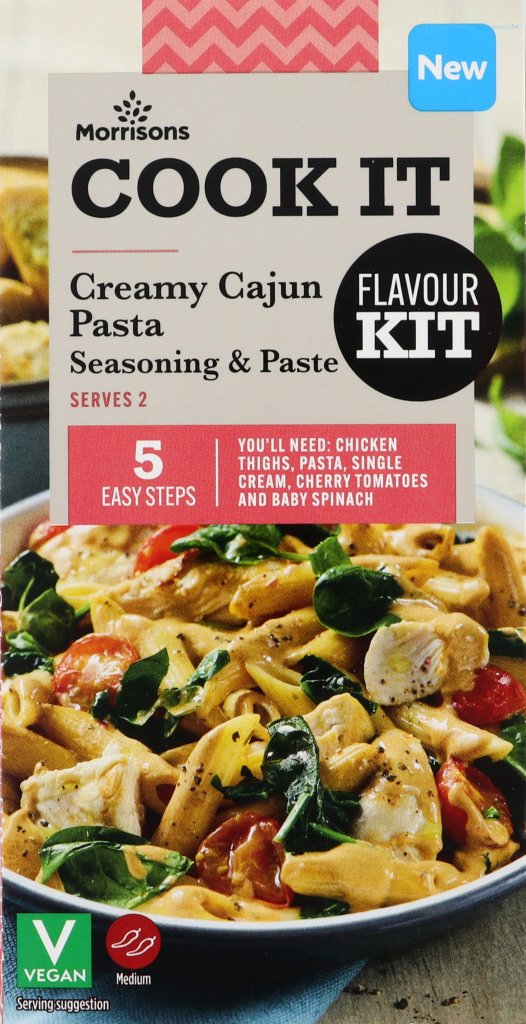 New
Morrisons
COOK IT
Creamy Cajun
Pasta
Seasoning & Paste
SERVES 2
FLAVOUR
KIT
5
EASY STEPS
YOU'LL NEED: CHICKEN
THIGHS, PASTA, SINGLE
CREAM, CHERRY TOMATOES
AND BABY SPINACH
V
VEGAN
Medium
Serving suggestion